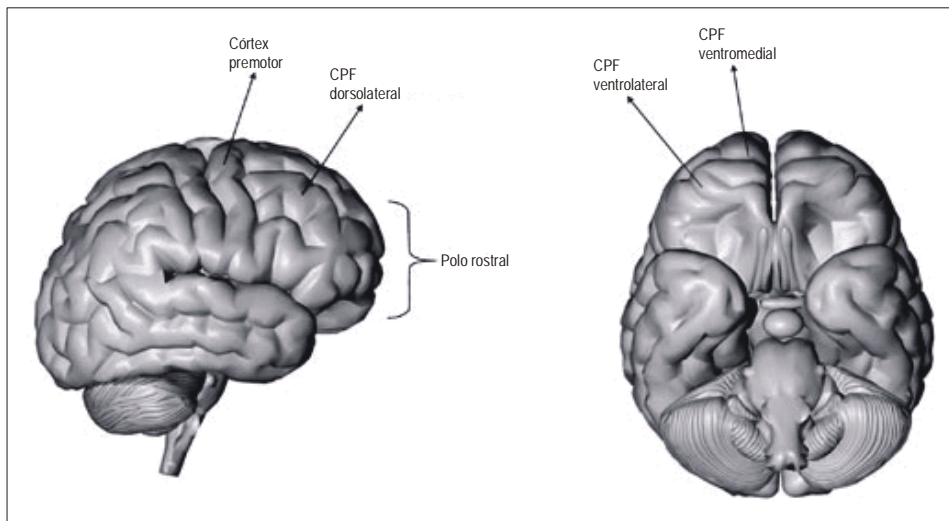 Córtex
premotor
CPF
dorsolateral
Polo rostral
CPF
ventrolateral
CPF
ventromedial